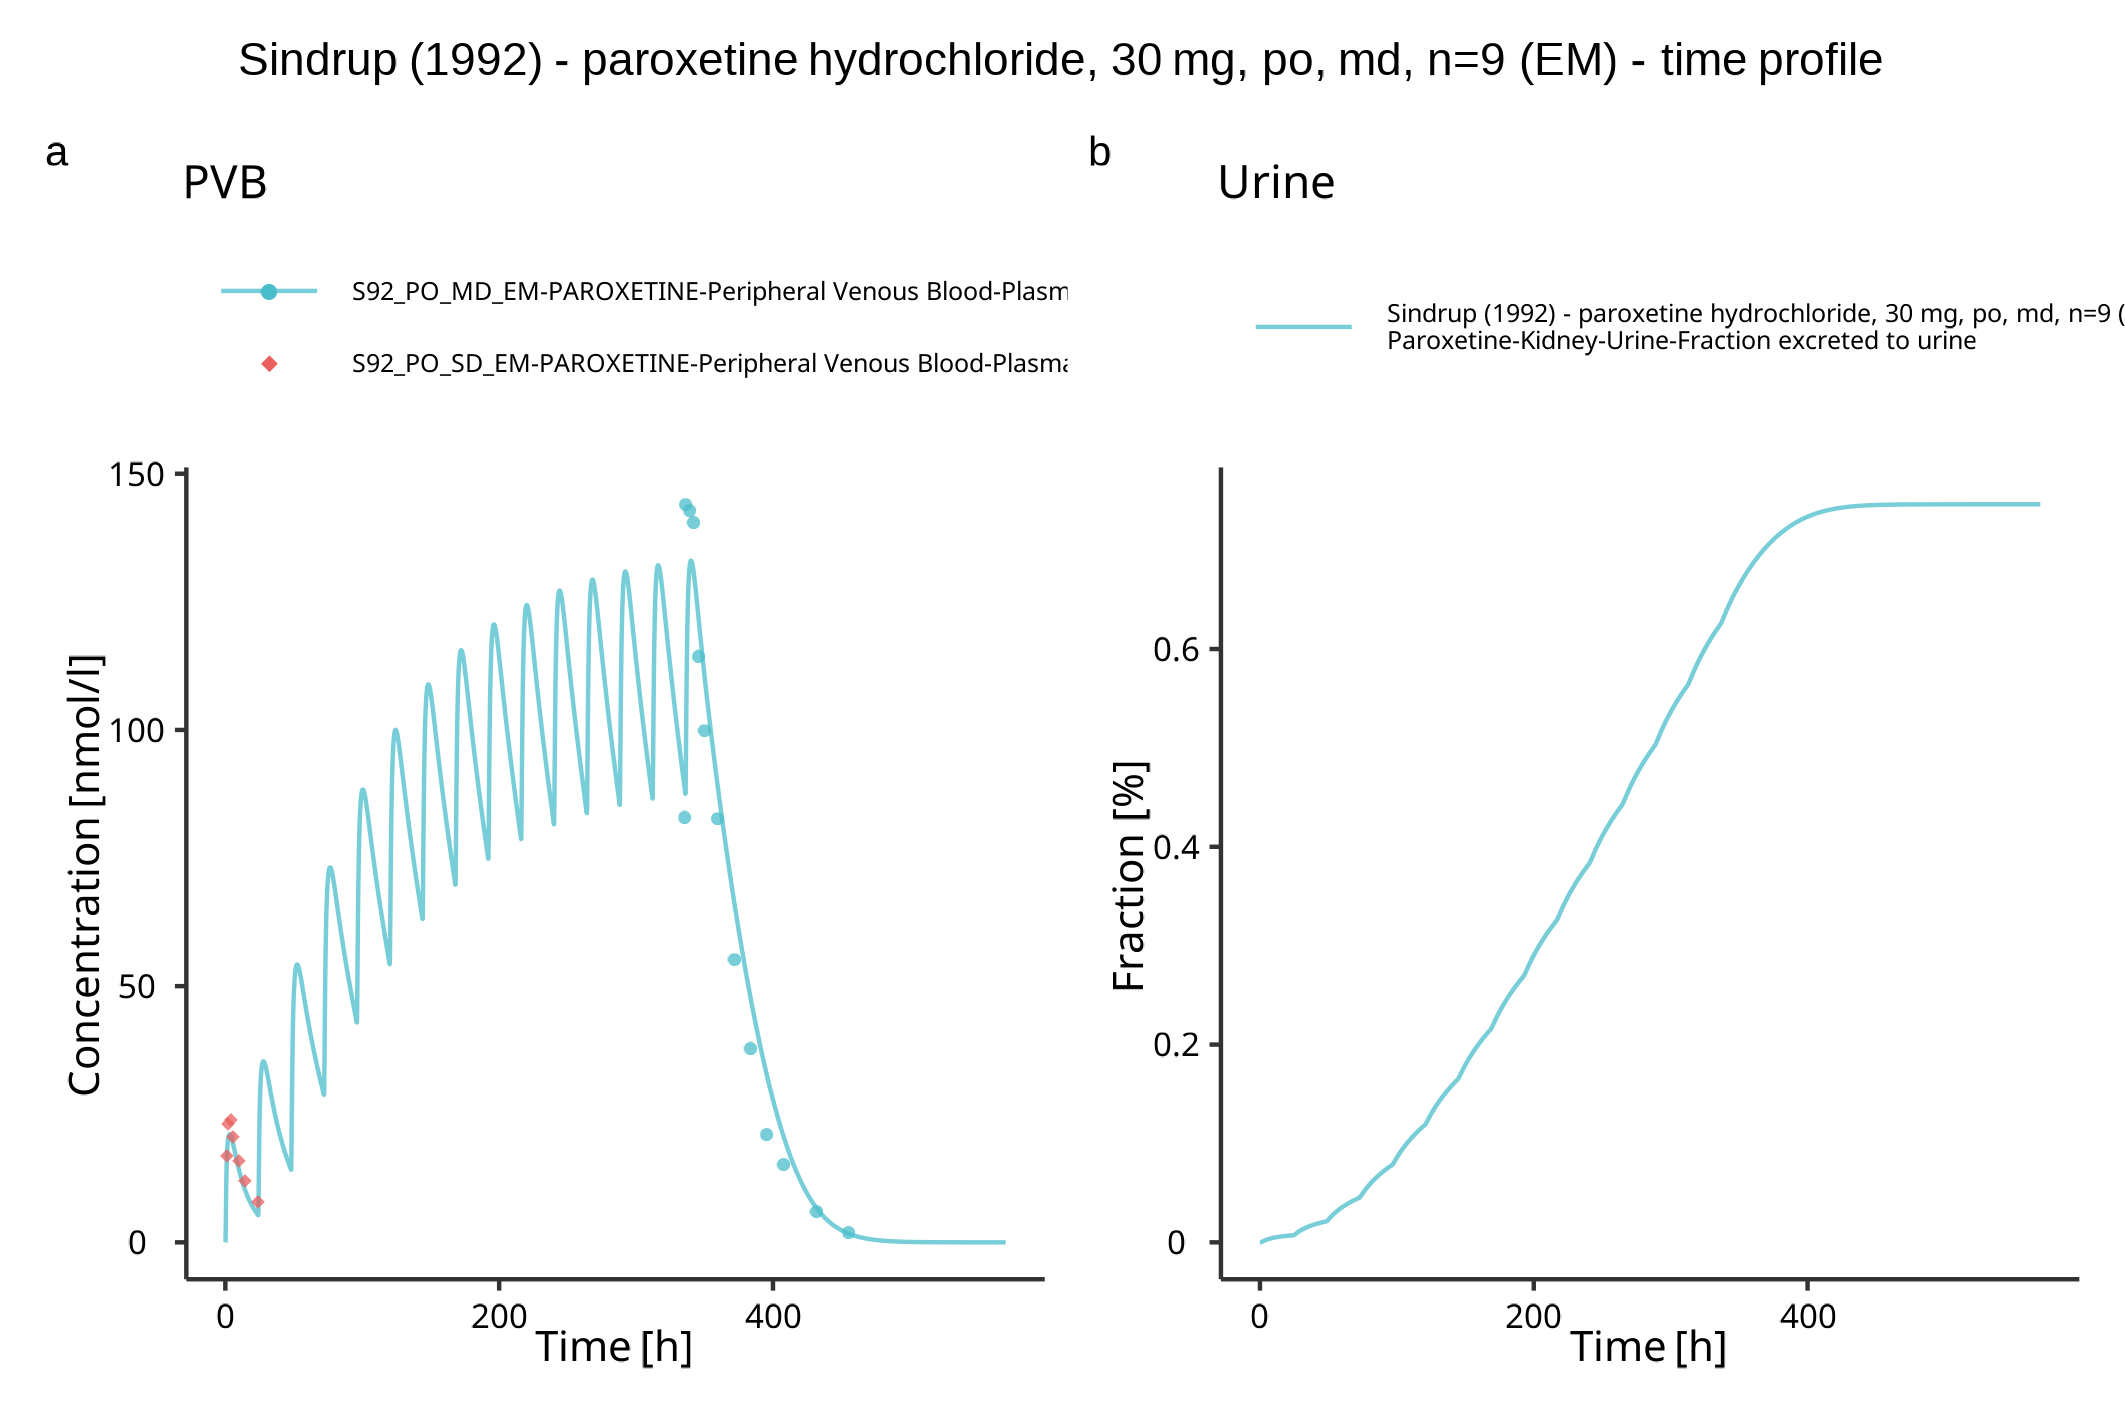 Sindrup (1992) - paroxetine hydrochloride, 30 mg, po, md, n=9 (EM) - time profile
a
PVB
S92_PO_MD_EM-PAROXETINE-Peripheral Venous Blood-Plasm
S92_PO_SD_EM-PAROXETINE-Peripheral Venous Blood-Plasma
150
100
50
0
Concentration [nmol/l]
0 200 400
Time [h]
b
Urine
Sindrup (1992) - paroxetine hydrochloride, 30 mg, po, md, n=9 (
Paroxetine-Kidney-Urine-Fraction excreted to urine
0.6
0.4
0.2
0
Fraction [%]
0 200 400
Time [h]